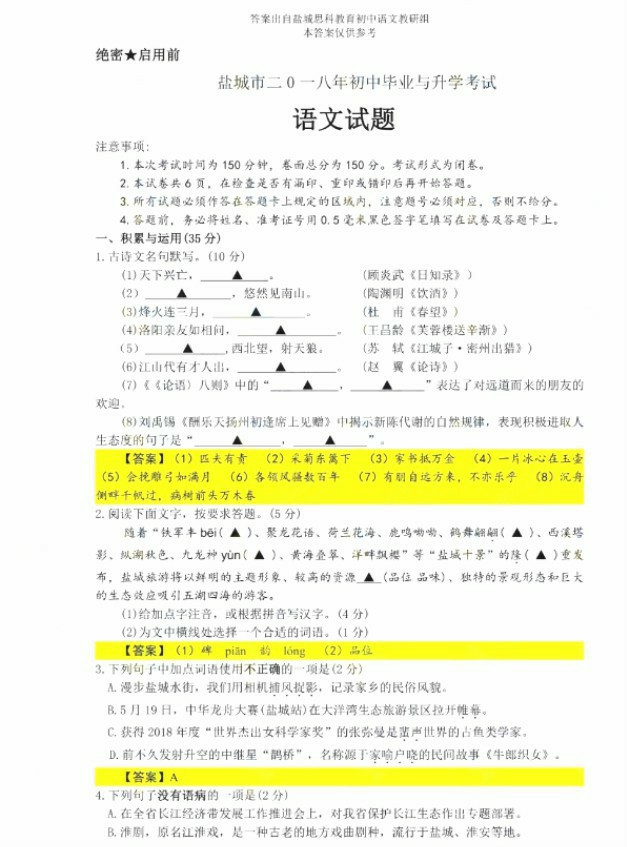 答案出自盐城思科教育初中语文教研组
本答案仅供参考
绝密★启用前
盐城市二0一八年初中毕业与升学考试
语文试题
注意事项:
1.本次考试时间为150分钟,卷面总分为150分。考试形式为闭卷。
2.本试卷共6页,在检查是否有漏印、重印或错印后再开始答题。
3.所有试题必须作答在答题卡上规定的区域内,注意题号必须对应,否则不给分。
4.答题前,务必将姓名、准考证号用0.5毫米黑色签字笔填写在试卷及答题卡上。
一、积累与运用(35分)
1.古诗文名句默写。(10分)
(1)天下兴亡,▲。 (顾炎武《日知录》)
(2)▲,悠然见南山。 (陶渊明《饮酒》)
(3)烽火连三月,▲。 (杜 甫《春望》)
(4)洛阳亲友如相问,▲。 (王昌龄《芙蓉楼送辛渐》)
(5)▲,西北望,射天狼。 (苏 轼《江城子·密州出猎》)
(6)江山代有才人出,▲。 (赵 翼《论诗》)
(7)《《论语》八则》中的“▲,▲”表达了对远道而来的朋友的
欢迎。
(8)刘禹锡《酬乐天扬州初逢席上见赠》中揭示新陈代谢的自然规律,表现积极进取人
生态度的句子是“▲,▲”。
【答案】(1)匹夫有责 (2)采菊东篱下 (3)家书抵万金 (4)一片冰心在玉壶
(5)会挽雕弓如满月 (6)各领风骚数百年 (7)有朋自远方来,不亦乐乎 (8)沉舟
侧畔千帆过,病树前头万木春
2.阅读下面文字,按要求答题。(5分)
随着“铁军丰bēi(▲)、聚龙花语、荷兰花海、鹿鸣呦呦、鹤舞翩翩(▲)、西溪塔
影、纵湖秋色、九龙神yùn(▲)、黄海叠翠、洋畔飘樱”等“盐城十景”的隆(▲)重发
布,盐城旅游将以鲜明的主题形象、较高的资源▲(品位 品味)、独特的景观形态和巨大
的生态效应吸引五湖四海的游客。
(1)给加点字注音,或根据拼音写汉字。(4分)
(2)为文中横线处选择一个合适的词语。(1分)
【答案】(1)碑 piān 韵 lóng (2)品位
3.下列句子中加点词语使用不正确的一项是(2分)
A.漫步盐城水街,我们用相机捕风捉影,记录家乡的民俗风貌。
B.5月19日,中华龙舟大赛(盐城站)在大洋湾生态旅游景区拉开帷幕。
C.获得2018年度“世界杰出女科学家奖”的张弥曼是蜚声世界的古鱼类学家。
D.前不久发射升空的中继星“鹊桥”,名称源于家喻户晓的民间故事《牛郎织女》。
【答案】A
4.下列句子没有语病的一项是(2分)
A.在全省长江经济带发展工作推进会上,对我省保护长江生态作出专题部署。
B.淮剧,原名江淮戏,是一种古老的地方戏曲剧种,流行于盐城、淮安等地。